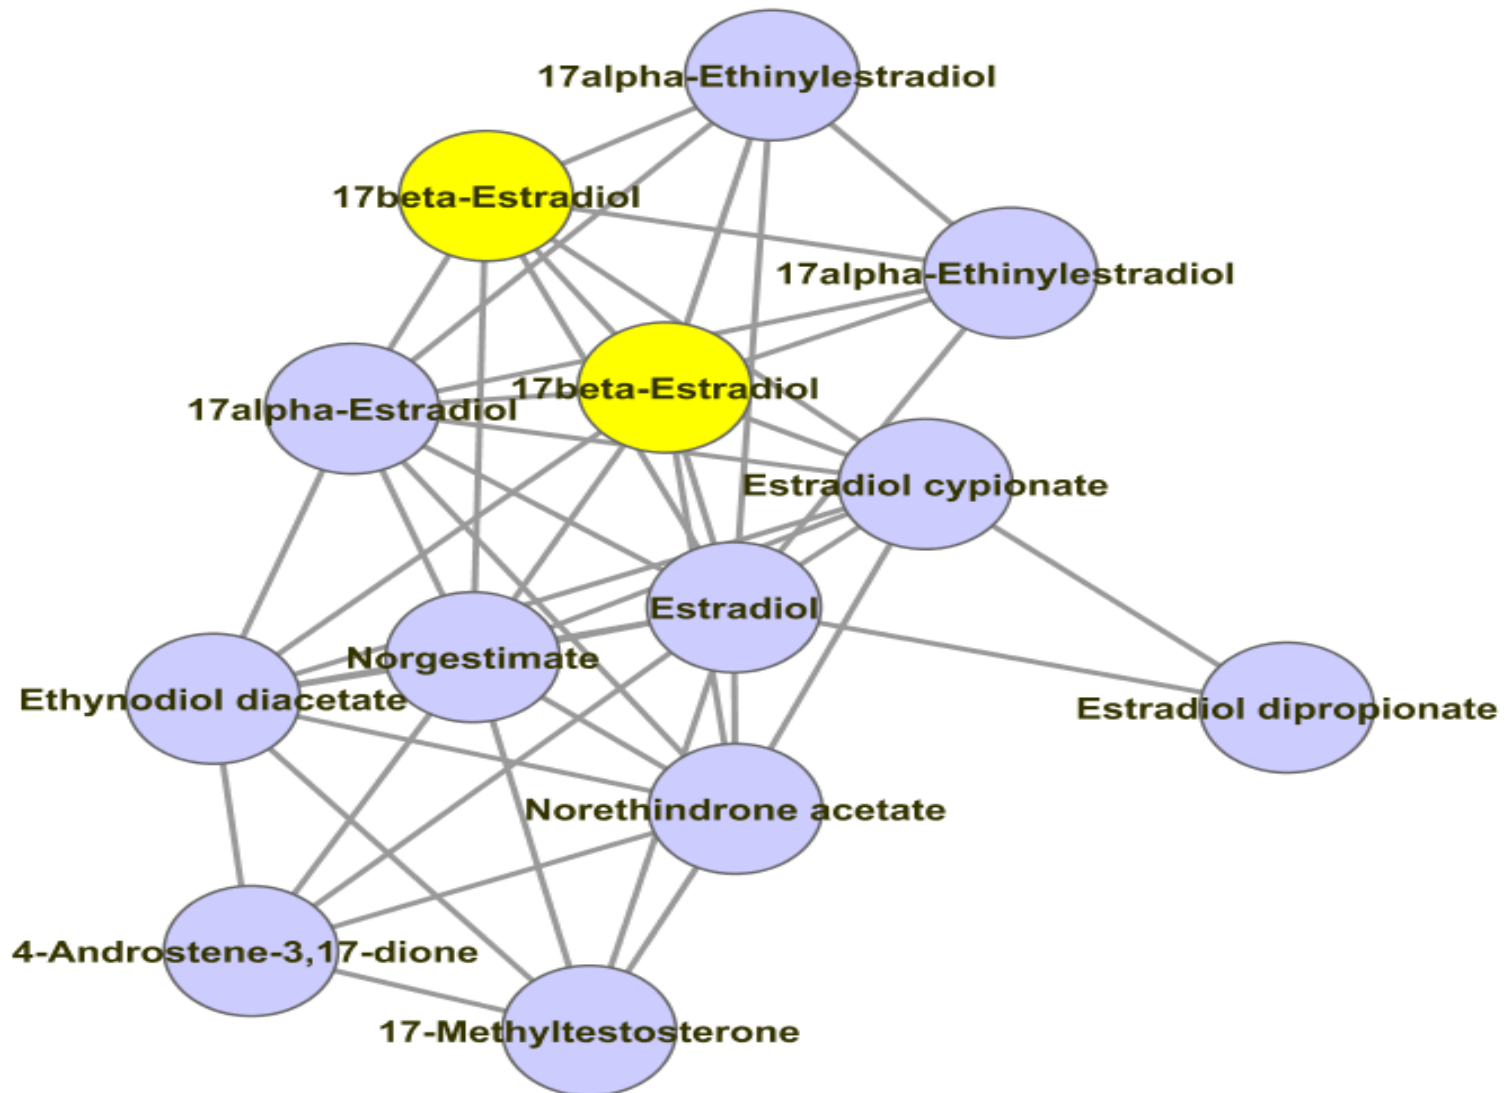 17alpha-Ethinylestradiol
17beta-Estradiol
17alpha-Ethinylestradiol
17beta-Estradiol
17alpha-Estradiol
Estradiol cypionate
Estradiol
Norgestimate
Ethynodiol diacetate
Estradiol dipropionate
Norethindrone acetate
4-Androstene-3,17-dione
17-Methyltestosterone